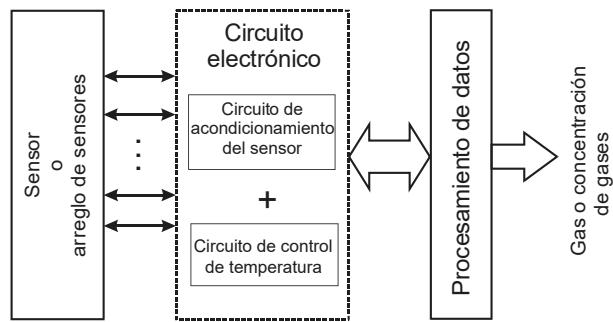 Sensor
o
arreglo de sensores
Circuito
electrónico
Circuito de
acondicionamiento
del sensor
+
Circuito de control
de temperatura
Procesamiento de datos
Gas o concentración
de gases